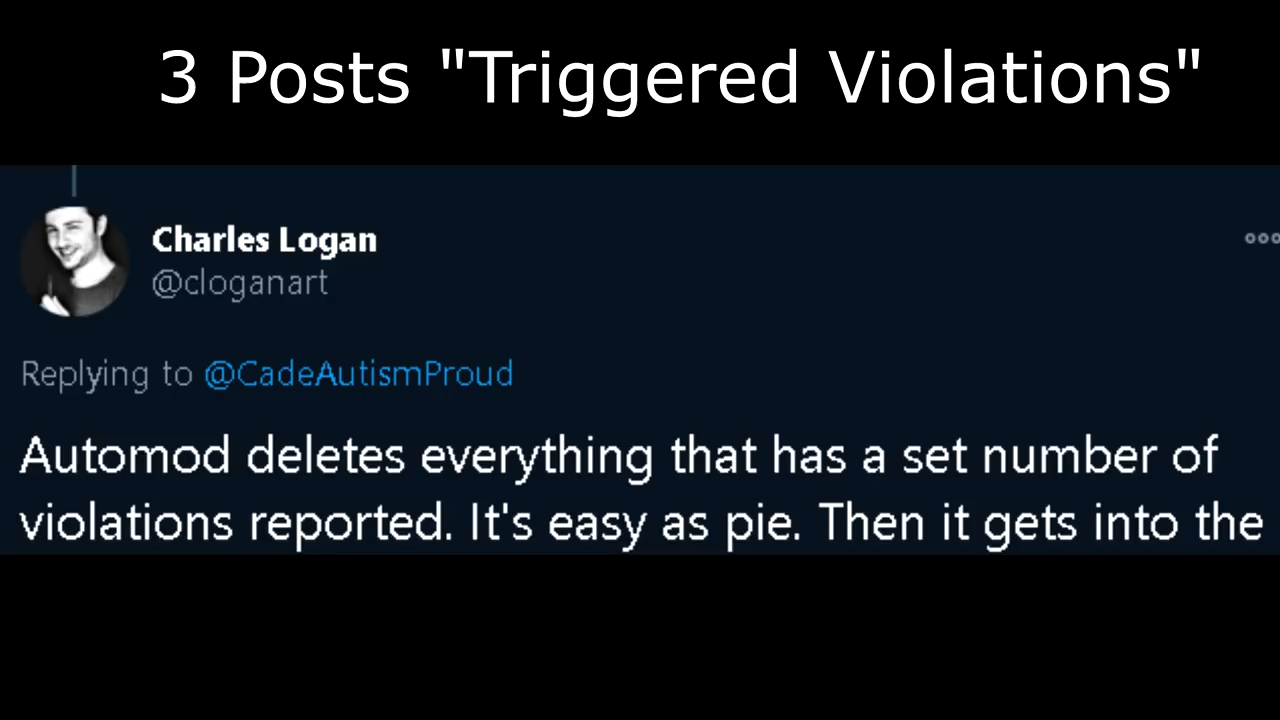 3 Posts "Triggered Violations"
Charles Logan
@cloganart
Replying to @CadeAutismProud
Automod deletes everything that has a set number of
violations reported. It's easy as pie. Then it gets into the